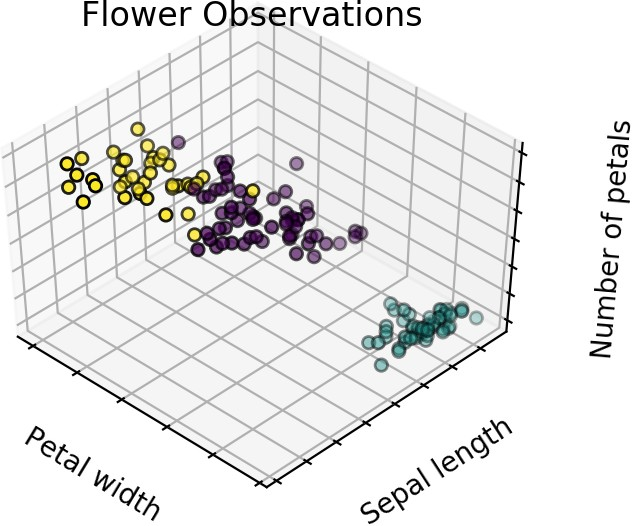 Flower Observations
Petal width
Sepal length
Number of petals